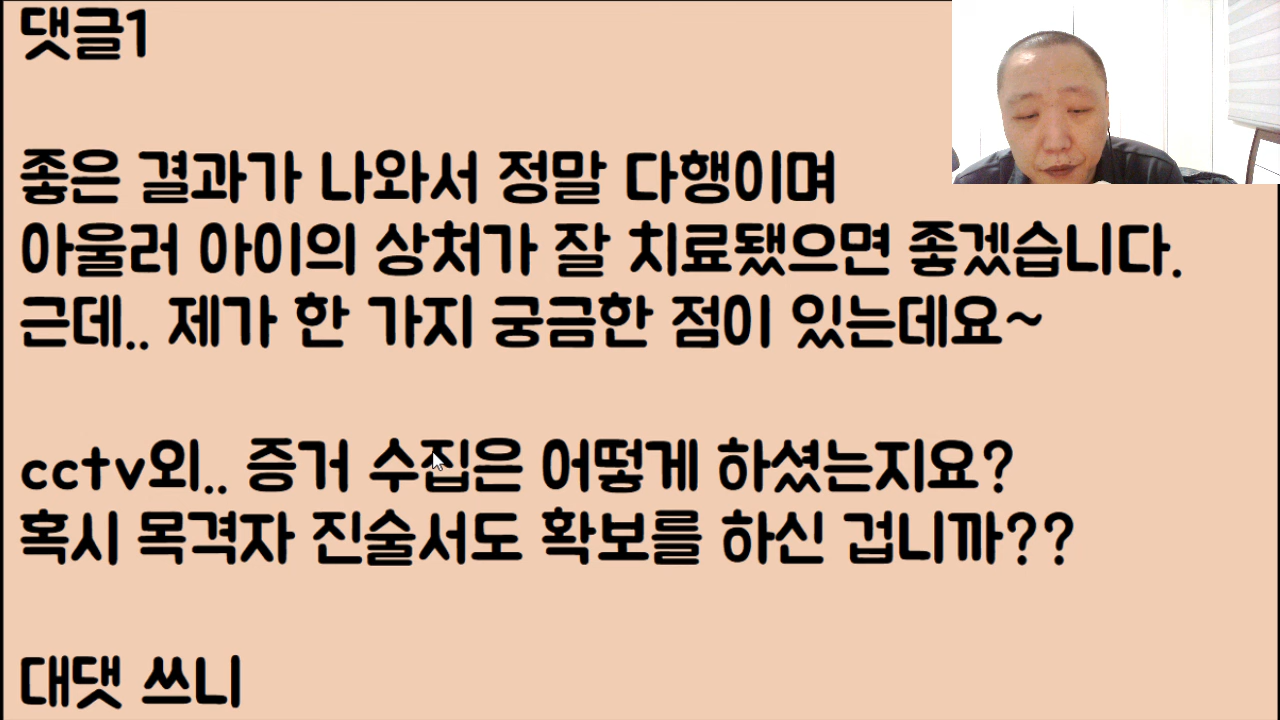 댓글1
좋은 결과가 나와서 정말 다행이며
아울러 아이의 상처가 잘 치료됐으면 좋겠습니다.
근데.. 제가 한 가지 궁금한 점이 있는데요~
cctv외.. 증거 수집은 어떻게 하셨는지요?
혹시 목격자 진술서도 확보를 하신 겁니까??
대댓 쓰니